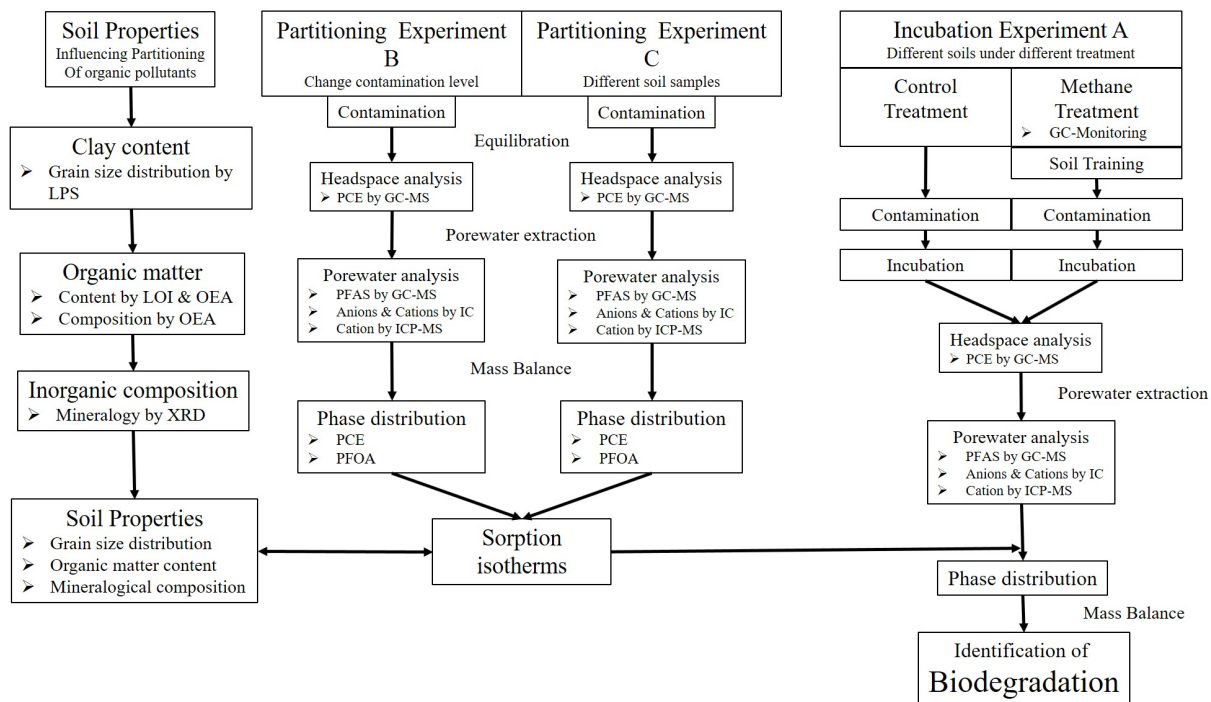 Soil Properties
Influencing Partitioning
Of organic pollutants
Clay content
➢ Grain size distribution by
LPS
Organic matter
➢ Content by LOI & OEA
➢ Composition by OEA
Inorganic composition
➢ Mineralogy by XRD
Soil Properties
➢ Grain size distribution
➢ Organic matter content
➢ Mineralogical composition
Partitioning Experiment
B
Change contamination level
Contamination
Headspace analysis
➢ PCE by GC-MS
Porewater analysis
➢ PFAS by GC-MS
➢ Anions & Cations by IC
➢ Cation by ICP-MS
Phase distribution
➢ PCE
➢ PFOA
Equilibration
Porewater extraction
Mass Balance
Partitioning Experiment
C
Different soil samples
Contamination
Headspace analysis
➢ PCE by GC-MS
Porewater analysis
➢ PFAS by GC-MS
➢ Anions & Cations by IC
➢ Cation by ICP-MS
Phase distribution
➢ PCE
➢ PFOA
Sorption
isotherms
Incubation Experiment A
Different soils under different treatment
Control
Treatment
Methane
Treatment
➢ GC-Monitoring
Soil Training
Contamination
Contamination
Incubation
Incubation
Headspace analysis
➢ PCE by GC-MS
Porewater extraction
Porewater analysis
➢ PFAS by GC-MS
➢ Anions & Cations by IC
➢ Cation by ICP-MS
Phase distribution
Mass Balance
Identification of
Biodegradation